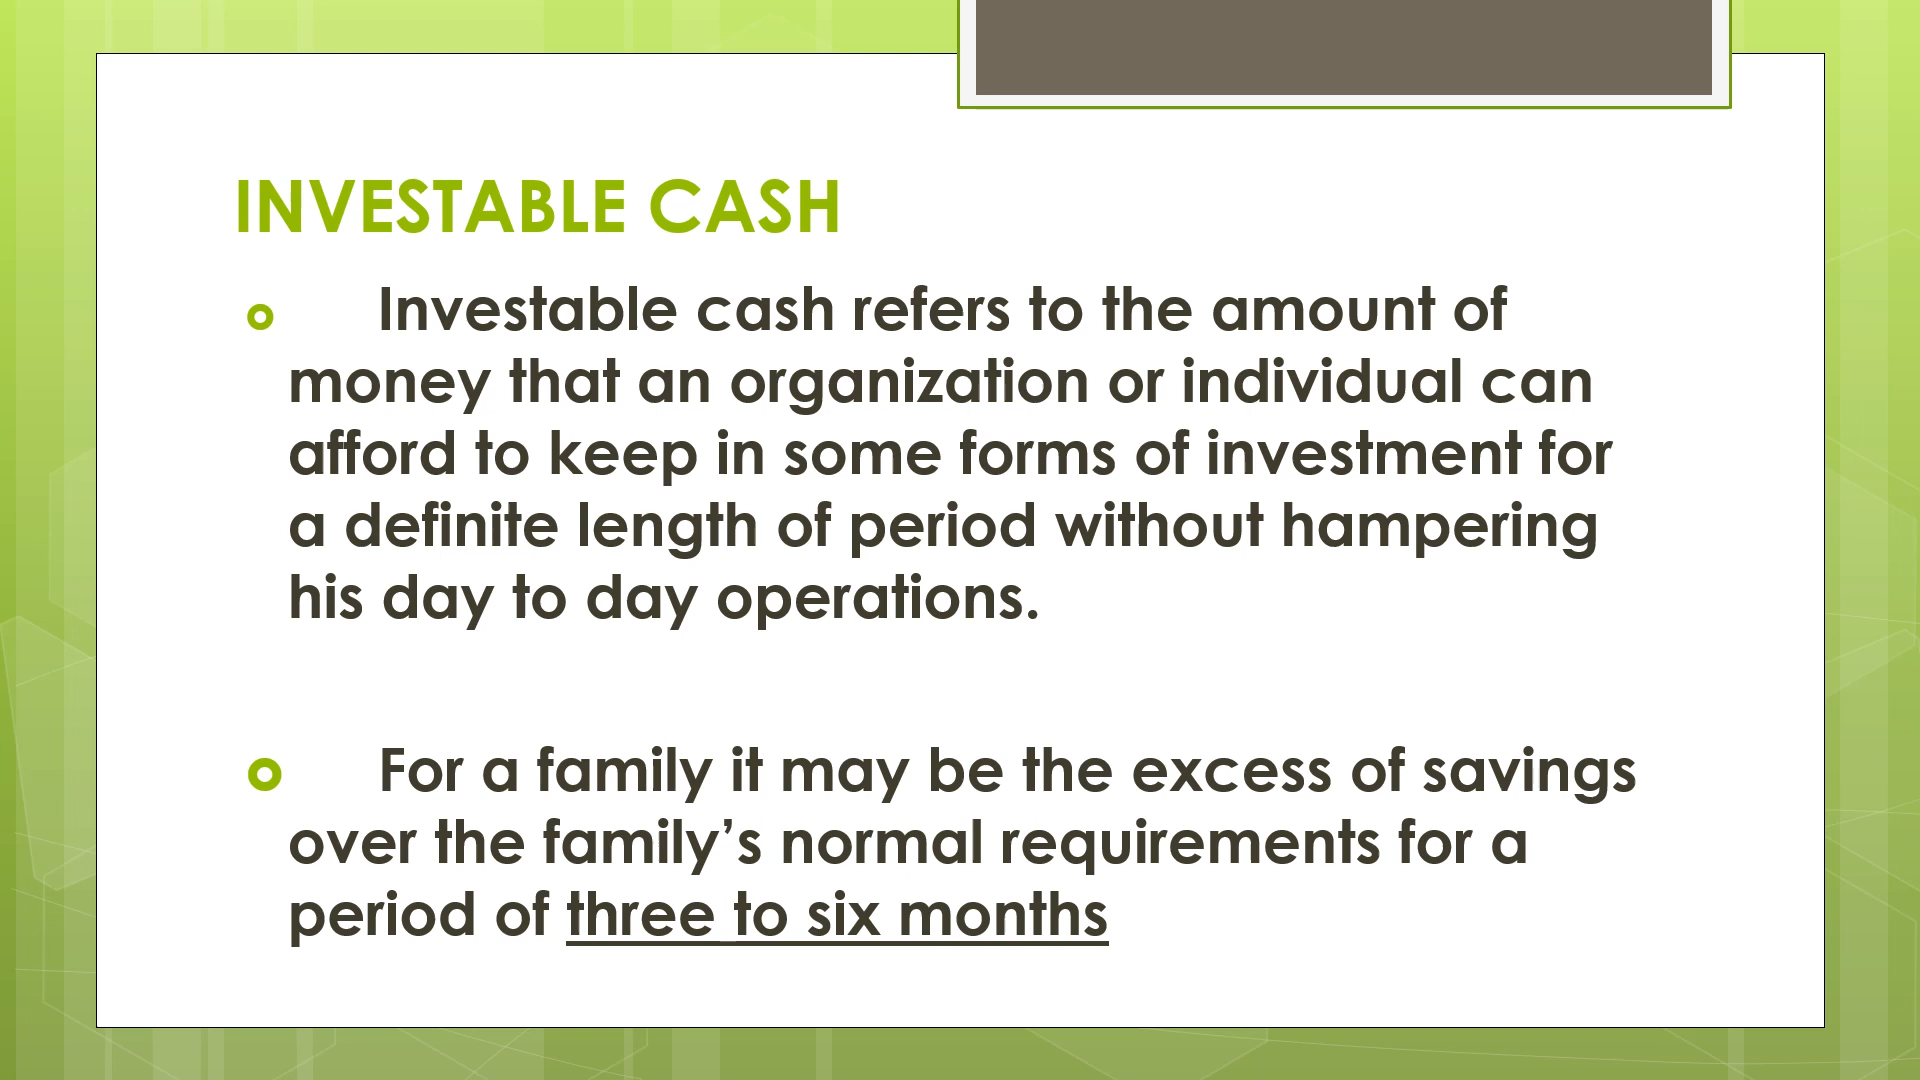 INVESTABLE CASH
Investable cash refers to the amount of
money that an organization or individual can
afford to keep in some forms of investment for
a definite length of period without hampering
his day to day operations.
For a family it may be the excess of savings
over the family’s normal requirements for a
period of three to six months